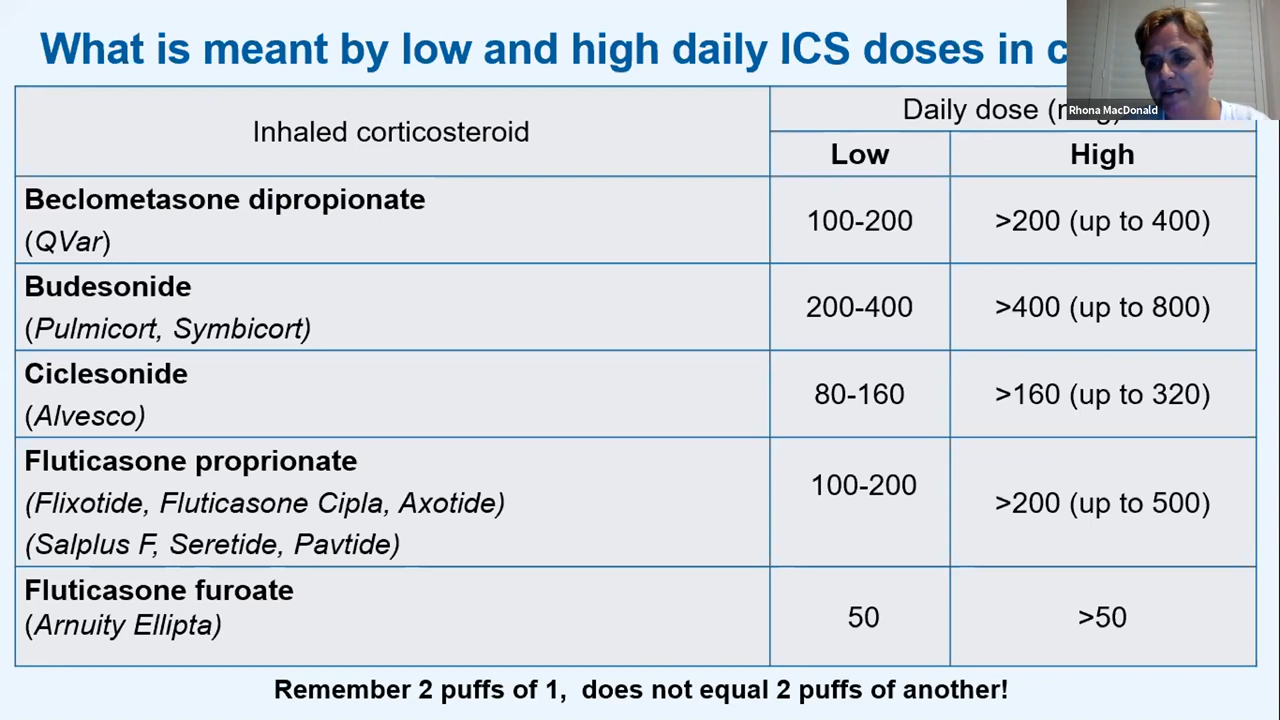 What is meant by low and high daily ICS doses in
Rhona MacDonald
Inhaled corticosteroid
Daily dose
Low
High
Beclometasone dipropionate
(QVar)
100-200
>200 (up to 400)
Budesonide
(Pulmicort, Symbicort)
200-400
>400 (up to 800)
Ciclesonide
(Alvesco)
80-160
>160 (up to 320)
Fluticasone proprionate
(Flixotide, Fluticasone Cipla, Axotide)
(Salplus F, Seretide, Pavtide)
100-200
>200 (up to 500)
Fluticasone furoate
(Arnuity Ellipta)
50
>50
Remember 2 puffs of 1, does not equal 2 puffs of another!